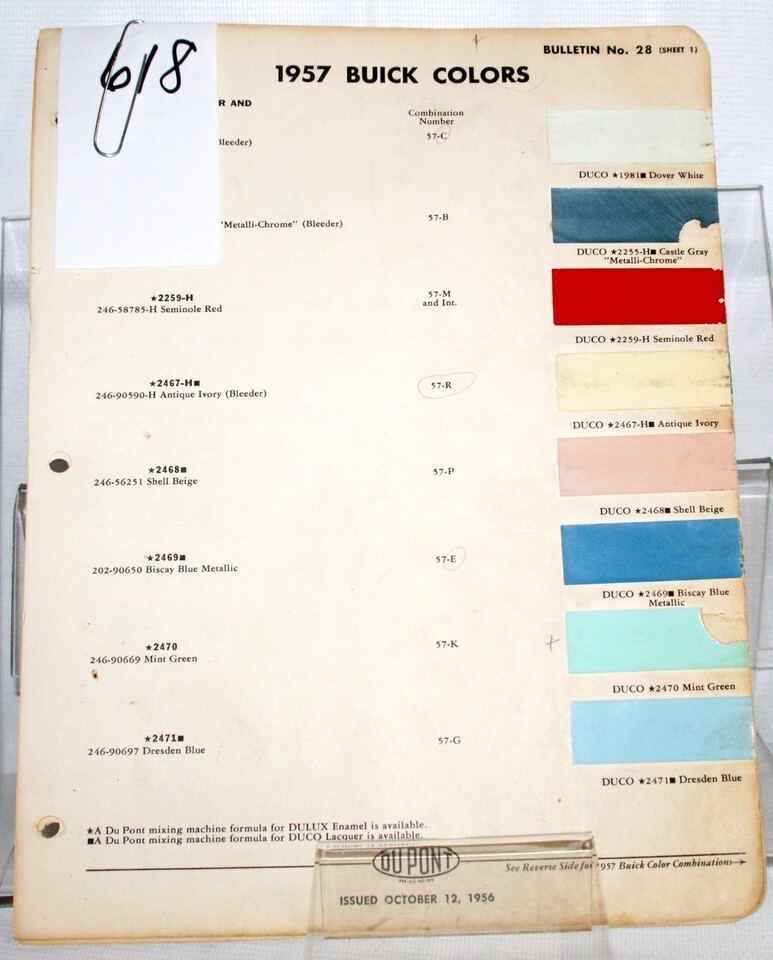 618
BULLETIN No. 28 (SHEET 1)
1957 BUICK COLORS
R AND
Combination
Number
Bleeder)
57-C
DUCO ★1981■ Dover White
"Metalli-Chrome" (Bleeder)
57-B
DUCO ★2255-H■ Castle Gray
"Metalli-Chrome"
★2259-H
246-58785-H Seminole Red
57-M
and Int.
DUCO ★2259-H Seminole Red
★2467-H■
246-90590-H Antique Ivory (Bleeder)
57-R
DUCO ★2467-H■ Antique Ivory
★2468■
246-56251 Shell Beige
57-P
DUCO ★2468■ Shell Beige
★2469■
202-90650 Biscay Blue Metallic
57-E
DUCO ★2469■ Biscay Blue
Metallic
★2470
246-90669 Mint Green
57-K
DUCO ★2470 Mint Green
★2471■
246-90697 Dresden Blue
57-G
DUCO ★2471■ Dresden Blue
★A Du Pont mixing machine formula for DULUX Enamel is available.
■A Du Pont mixing machine formula for DUCO Lacquer is available.
DU PONT
REG. U.S. PAT. OFF.
See Reverse Side for 1957 Buick Color Combinations→
ISSUED OCTOBER 12, 1956